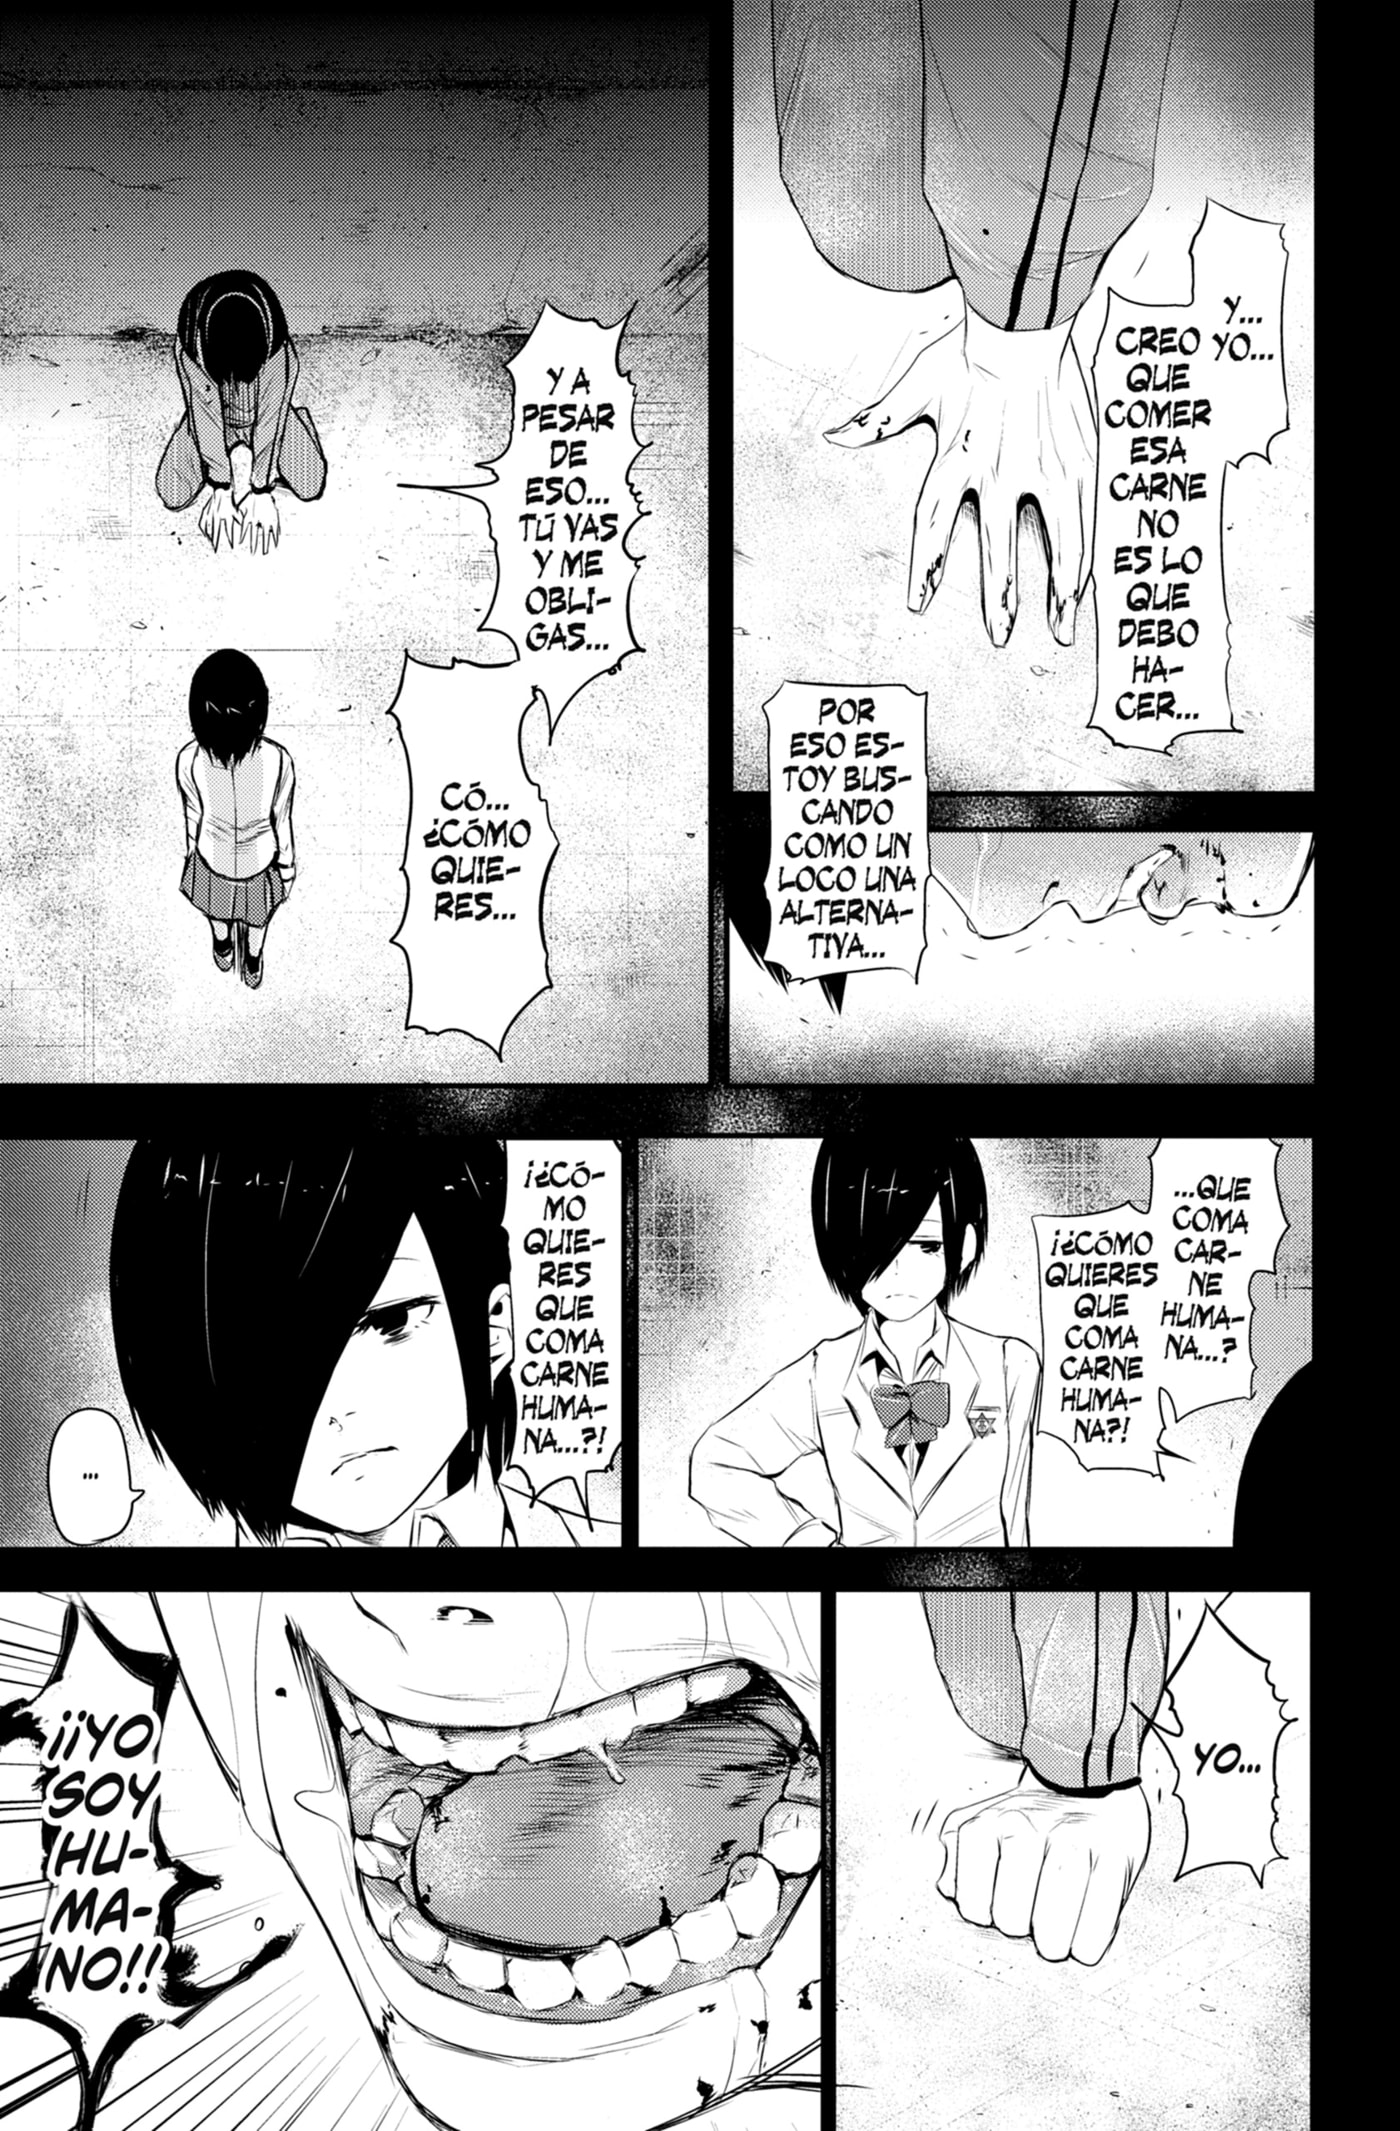 Y...
YO...
CREO
QUE
COMER
ESA
CARNE
NO
ES LO
QUE
DEBO
HA-
CER...
POR
ESO ES-
TOY BUS-
CANDO
COMO UN
LOCO UNA
ALTERNA-
TIVA...
Y A
PESAR
DE
ESO...
TÚ VAS
Y ME
OBLI-
GAS...
CÓ...
¿CÓMO
QUIE-
RES...
...QUE
COMA
CAR-
NE
HUMA-
NA...?
¡¿CÓMO
QUIERES
QUE
COMA
CARNE
HUMA-
NA?!
¡¿CÓ-
MO
QUIE-
RES
QUE
COMA
CARNE
HUMA-
NA...?!
...
YO...
¡¡YO
SOY
HU-
MA-
NO!!